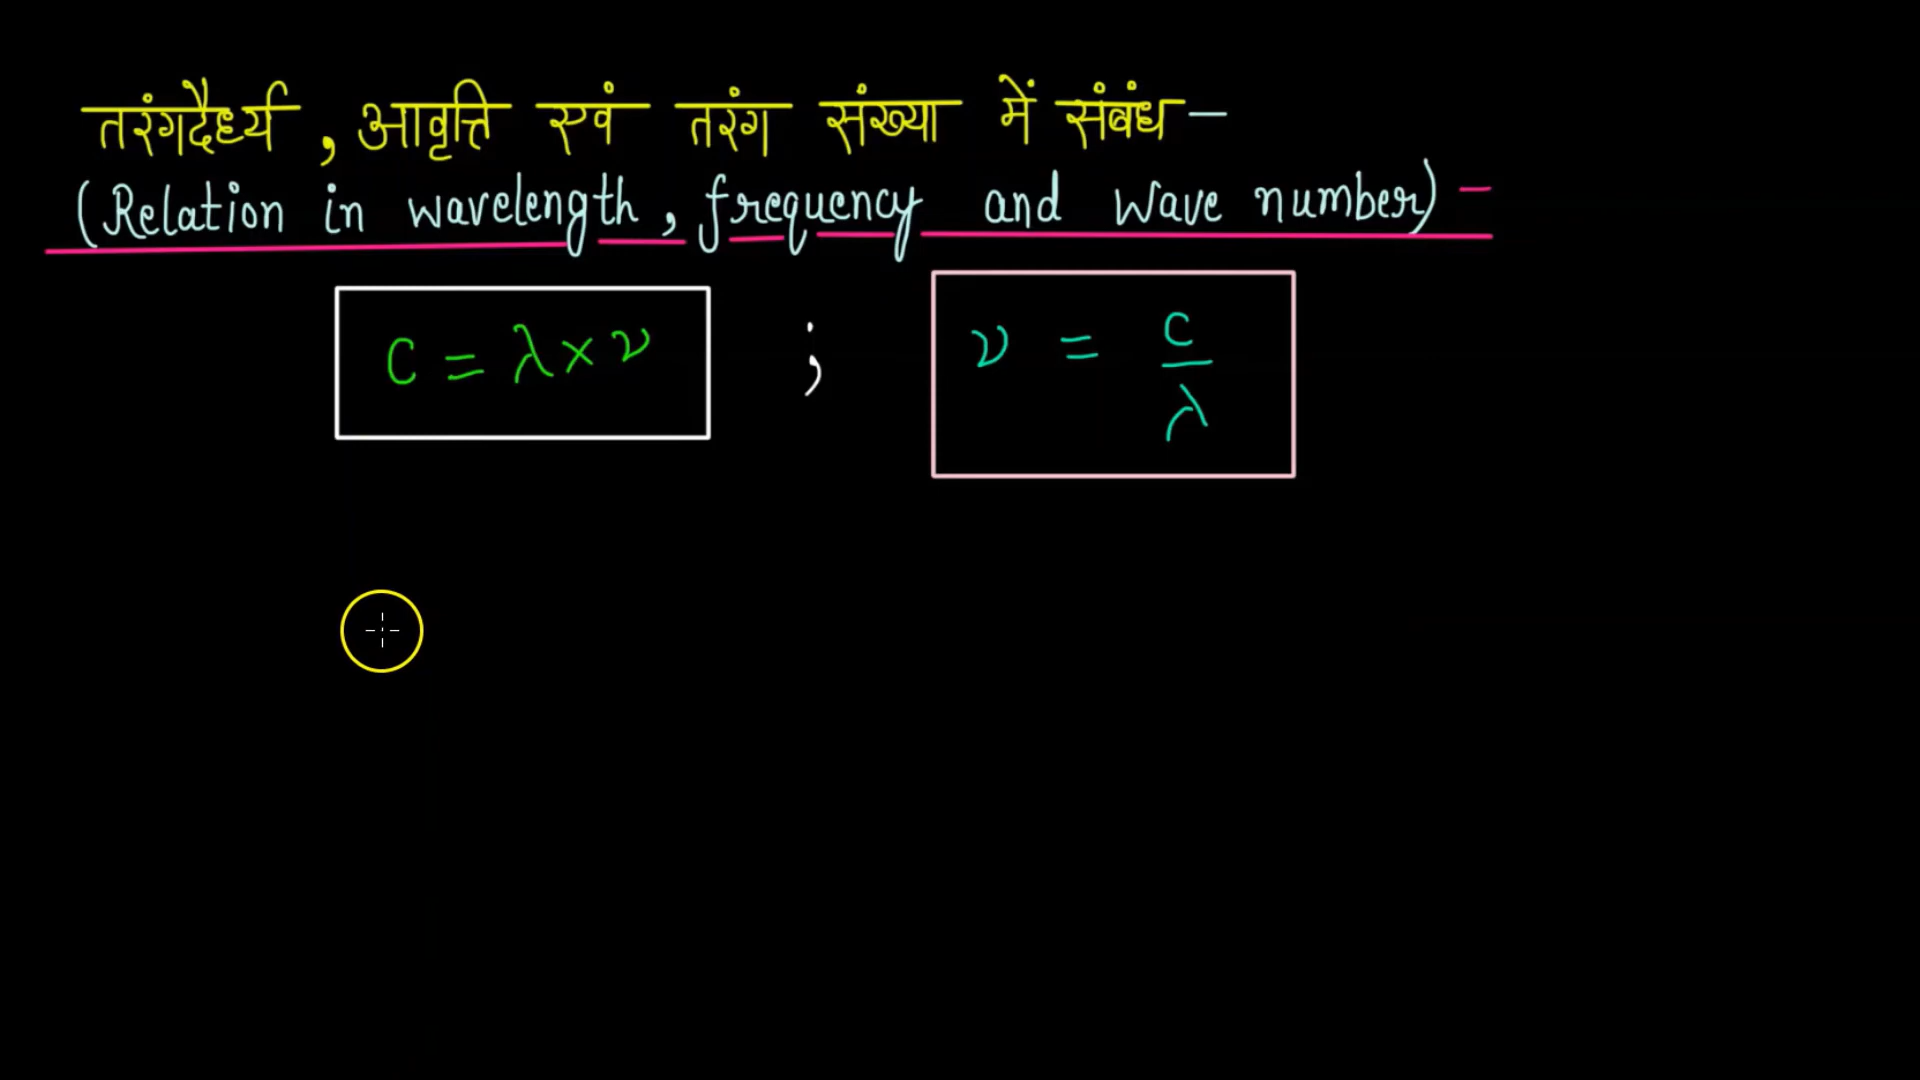 तरंगदैर्ध्य , आवृत्ति एवं तरंग संख्या में संबंध -
(Relation in wavelength, frequency and Wave number) -
C = λ × ν ; ν = C/λ